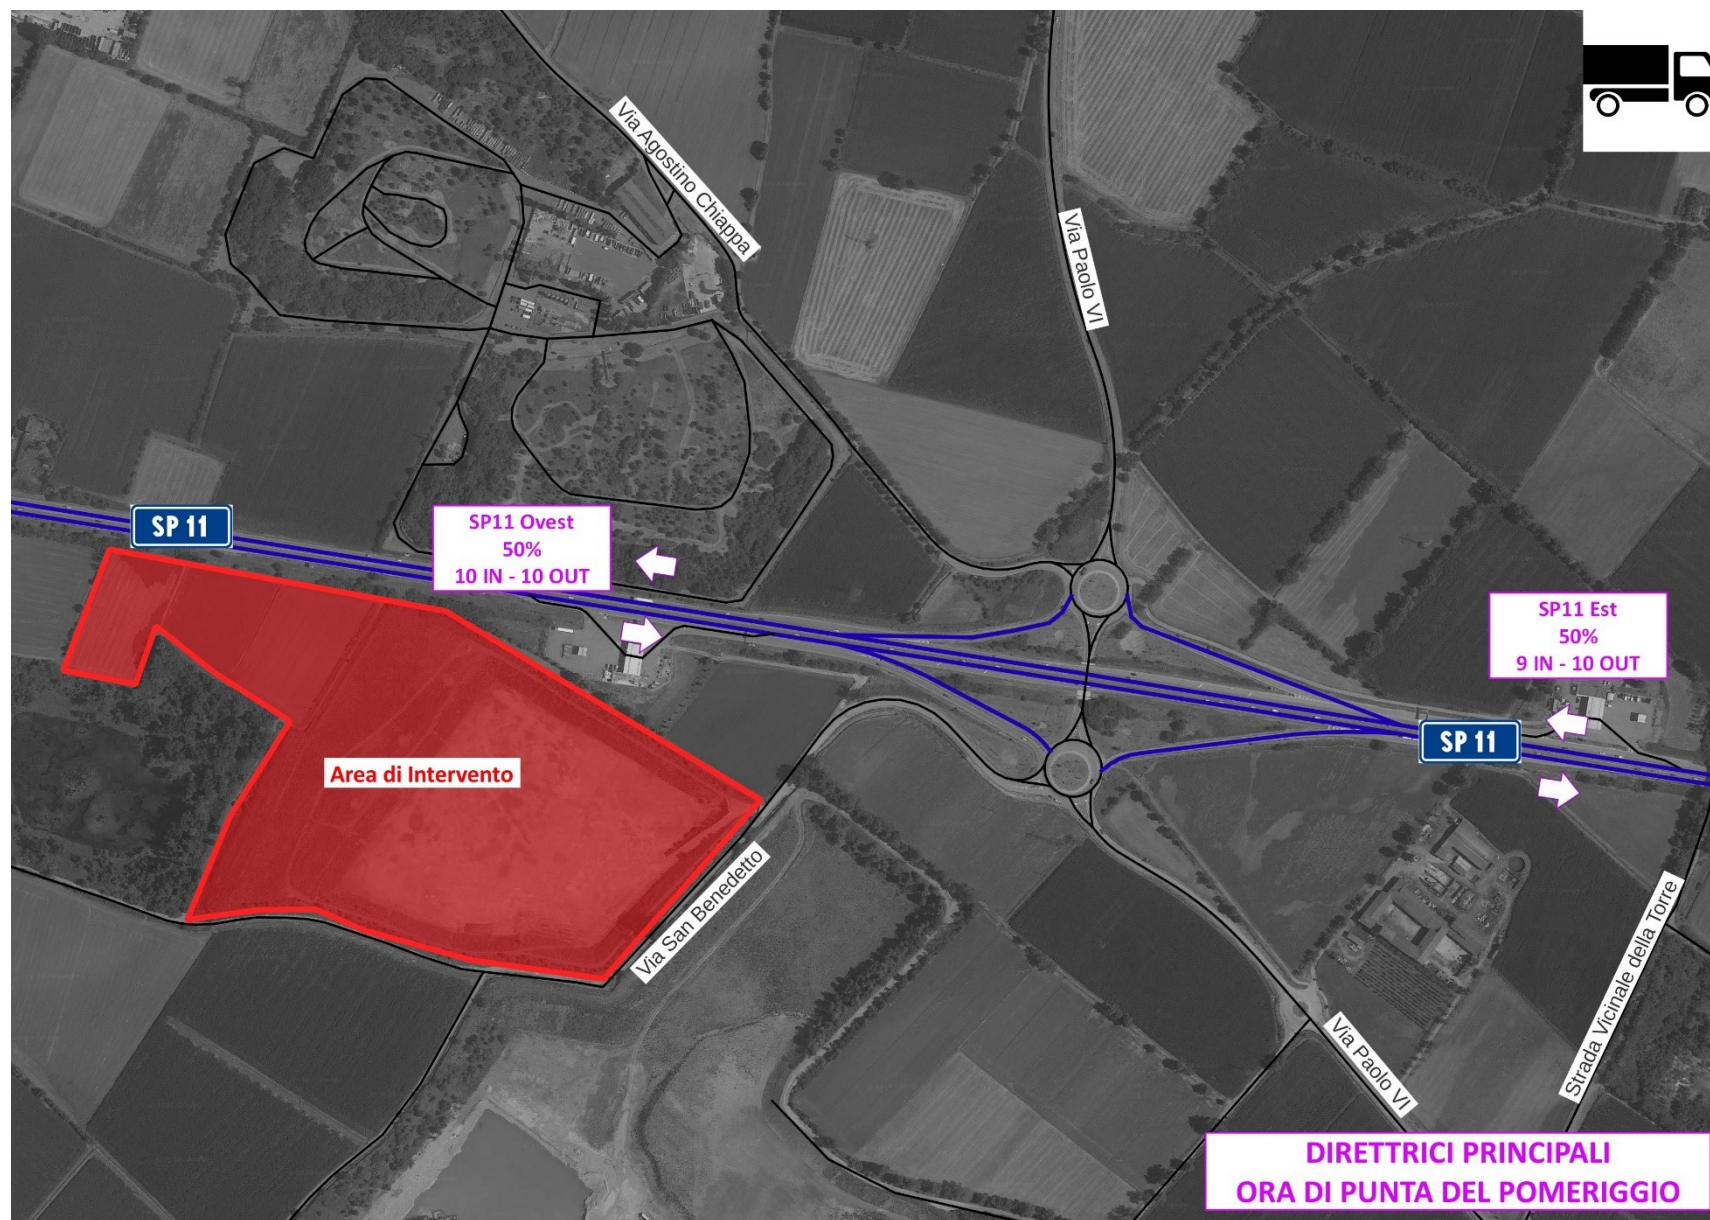 Via Agostino Chiappa
Via Paolo VI
SP 11
SP11 Ovest
50%
10 IN - 10 OUT
SP11 Est
50%
9 IN - 10 OUT
SP 11
Area di Intervento
Via San Benedetto
Strada Vicinale della Torre
Via Paolo VI
DIRETTRICI PRINCIPALI
ORA DI PUNTA DEL POMERIGGIO